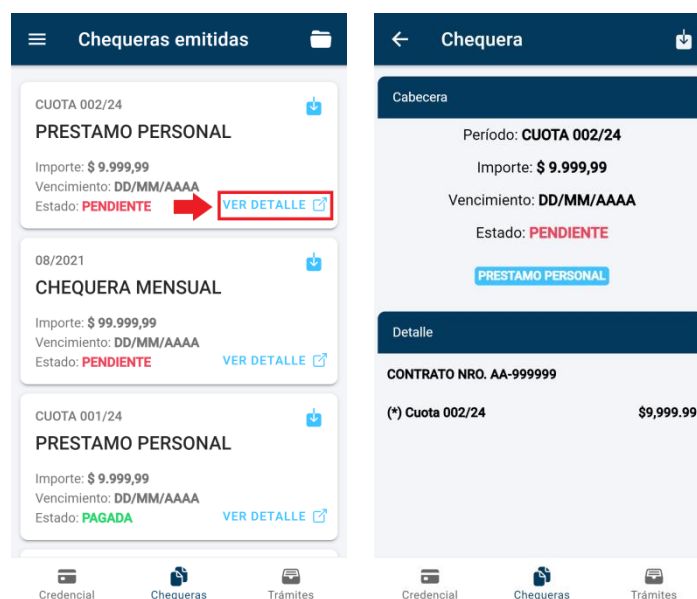 Chequeras emitidas
CUOTA 002/24
PRESTAMO PERSONAL
Importe: $ 9.999,99
Vencimiento: DD/MM/AAAA
Estado: PENDIENTE
VER DETALLE
08/2021
CHEQUERA MENSUAL
Importe: $ 99.999,99
Vencimiento: DD/MM/AAAA
Estado: PENDIENTE
VER DETALLE
CUOTA 001/24
PRESTAMO PERSONAL
Importe: $ 9.999,99
Vencimiento: DD/MM/AAAA
Estado: PAGADA
VER DETALLE
Credencial
Chequeras
Trámites
Chequera
Cabecera
Período: CUOTA 002/24
Importe: $ 9.999,99
Vencimiento: DD/MM/AAAA
Estado: PENDIENTE
PRESTAMO PERSONAL
Detalle
CONTRATO NRO. AA-999999
(*) Cuota 002/24 $9,999.99
Credencial
Chequeras
Trámites